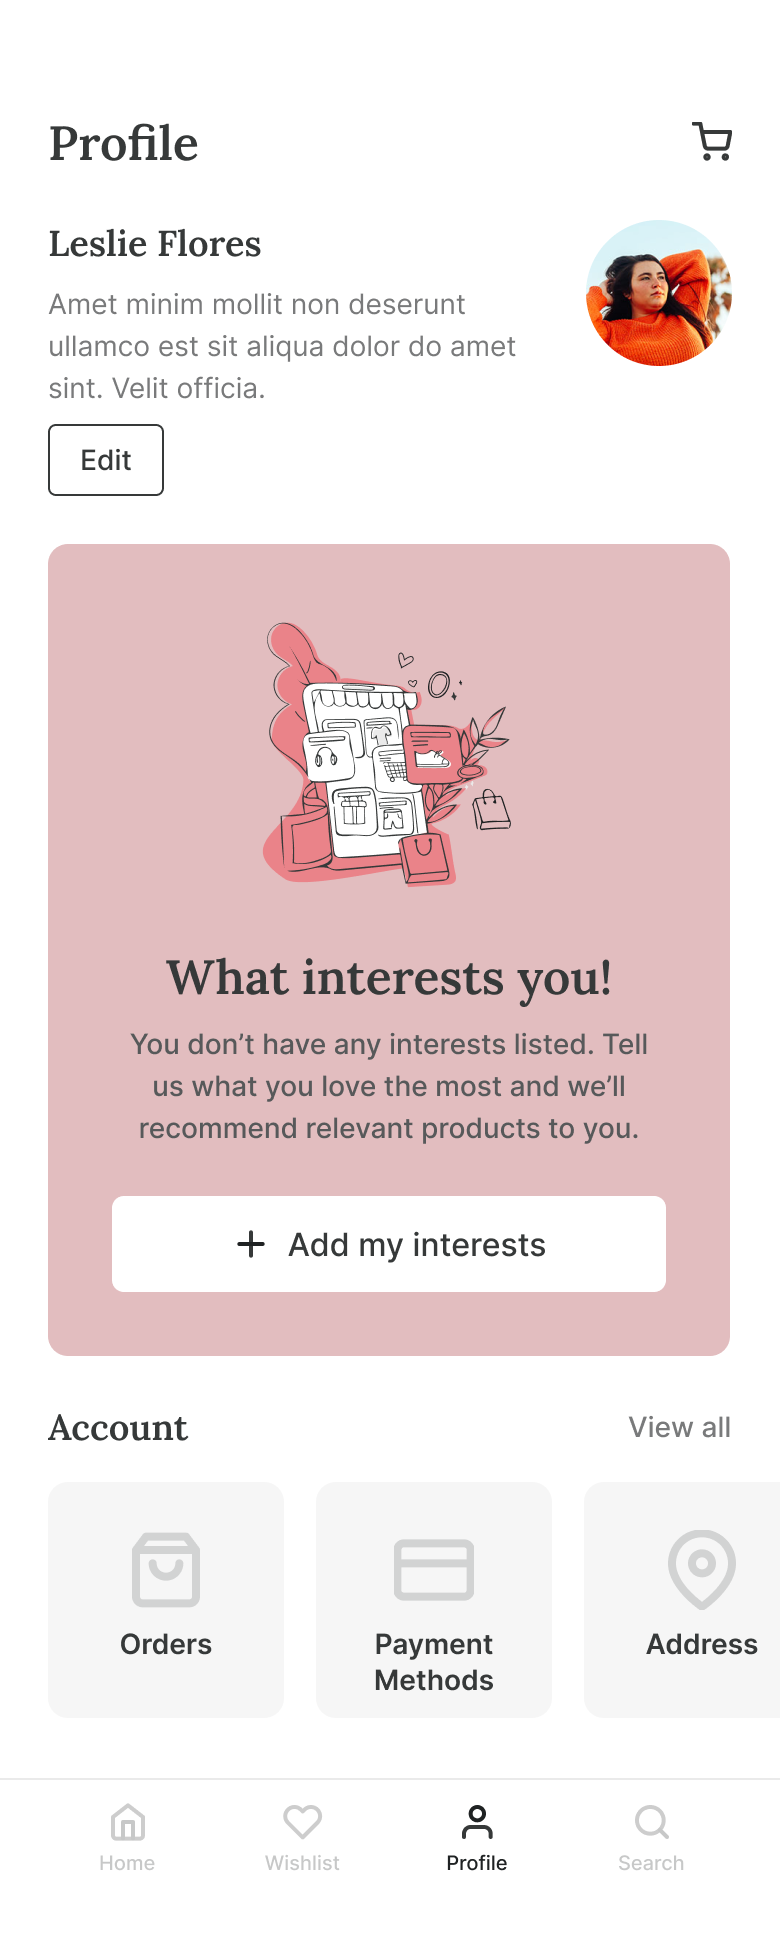 Profile
Leslie Flores
Amet minim mollit non deserunt
ullamco est sit aliqua dolor do amet
sint. Velit officia.
Edit
What interests you!
You don’t have any interests listed. Tell
us what you love the most and we’ll
recommend relevant products to you.
Add my interests
Account
View all
Orders
Payment
Methods
Address
Home
Wishlist
Profile
Search